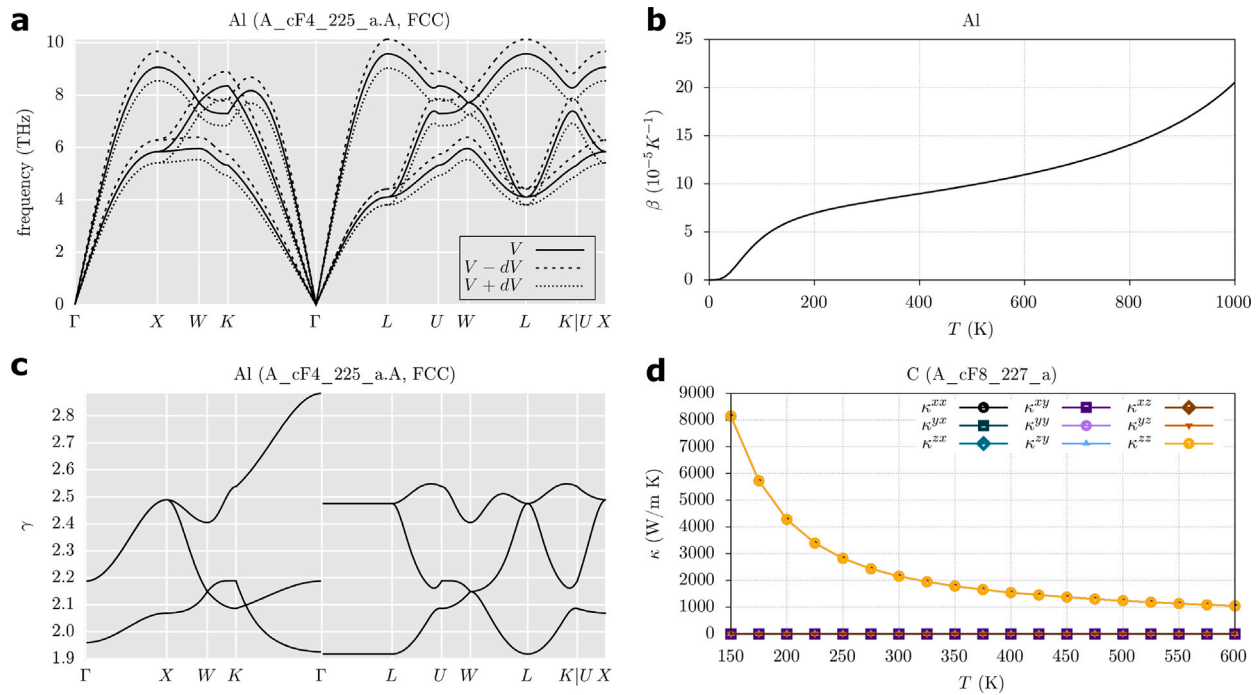 a
Al (A_cF4_225_a.A, FCC)
10
8
6
4
2
0
frequency (THz)
V
V − dV
V + dV
Γ X W K Γ L U W L K|U X
b
Al
25
20
15
10
5
0
β (10⁻⁵K⁻¹)
0 200 400 600 800 1000
T (K)
c
Al (A_cF4_225_a.A, FCC)
2.8
2.7
2.6
2.5
2.4
2.3
2.2
2.1
2.0
1.9
γ
Γ X W K Γ L U W L K|U X
d
C (A_cF8_227_a)
9000
8000
7000
6000
5000
4000
3000
2000
1000
0
κ (W/m K)
κ^xx κ^xy κ^xz
κ^yx κ^yy κ^yz
κ^zx κ^zy κ^zz
150 200 250 300 350 400 450 500 550 600
T (K)